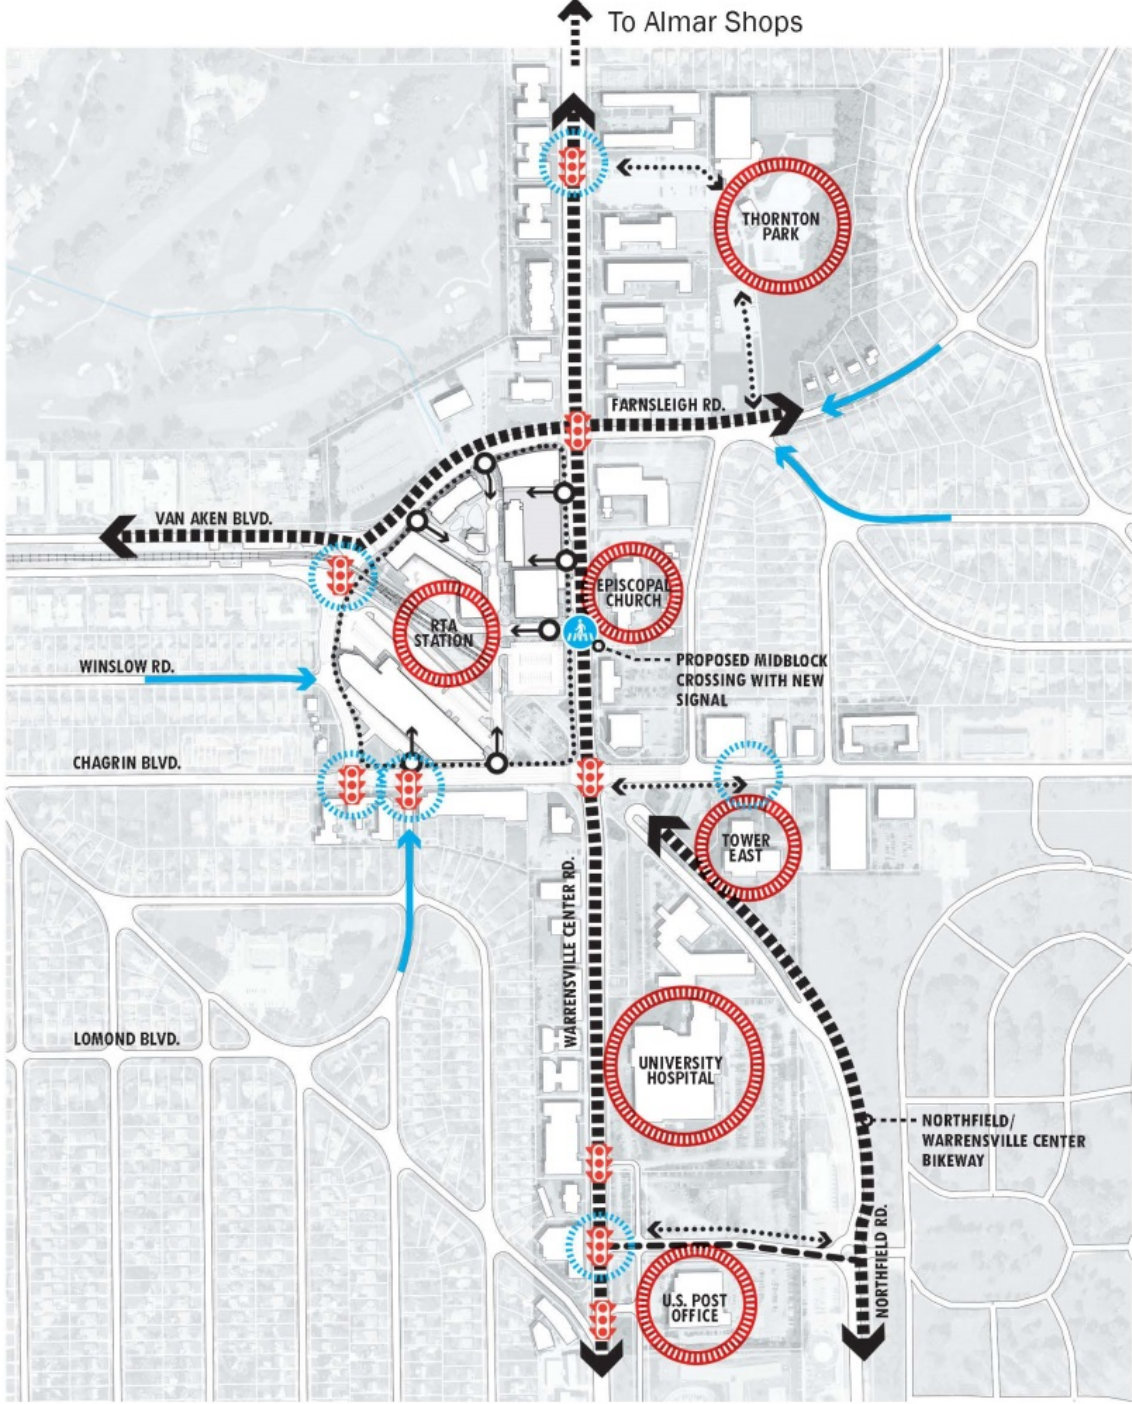 To Almar Shops
THORNTON
PARK
FARNSLEIGH RD.
VAN AKEN BLVD.
EPISCOPAL
CHURCH
RTA
STATION
WINSLOW RD.
PROPOSED MIDBLOCK
CROSSING WITH NEW
SIGNAL
CHAGRIN BLVD.
TOWER
EAST
WARRENSVILLE CENTER RD.
LOMOND BLVD.
UNIVERSITY
HOSPITAL
NORTHFIELD/
WARRENSVILLE CENTER
BIKEWAY
NORTHFIELD RD.
U.S. POST
OFFICE